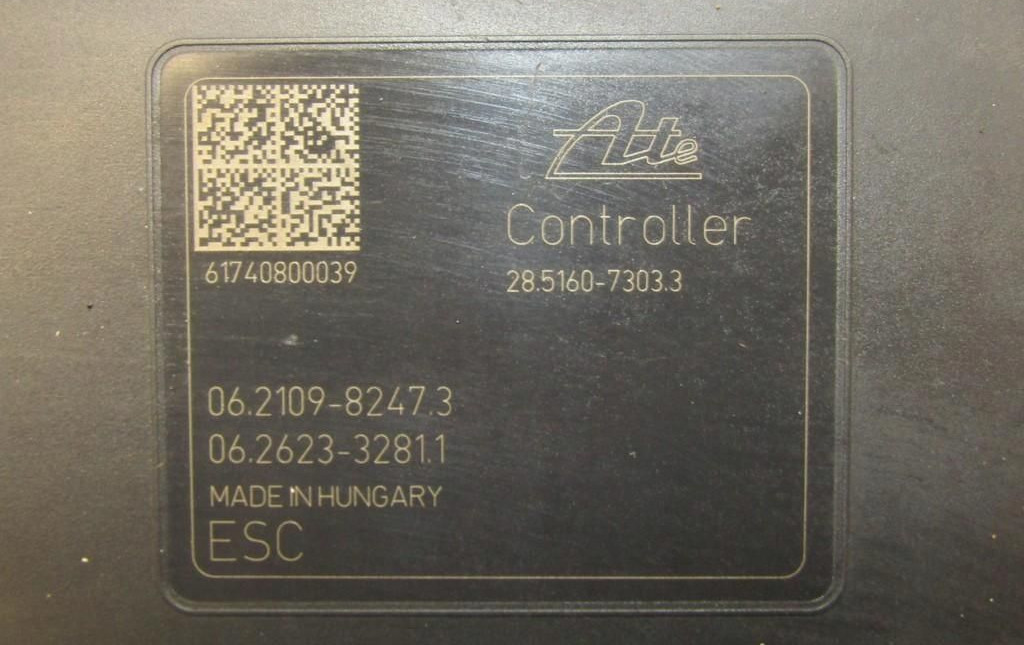 Ate
Controller
61740800039
28.5160-7303.3
06.2109-8247.3
06.2623-3281.1
MADE IN HUNGARY
ESC